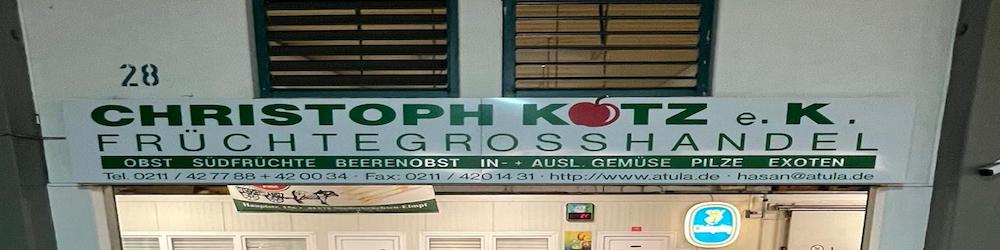 28
CHRISTOPH KOTZ e. K.
FRÜCHTEGROSSHANDEL
OBST SÜDFRÜCHTE BEERENOBST IN- + AUSL. GEMÜSE PILZE EXOTEN
Tel. 0211 / 42 77 88 + 42 00 34 · Fax: 0211 / 420 14 31 · http://www.atula.de · hasan@atula.de
Chiquita